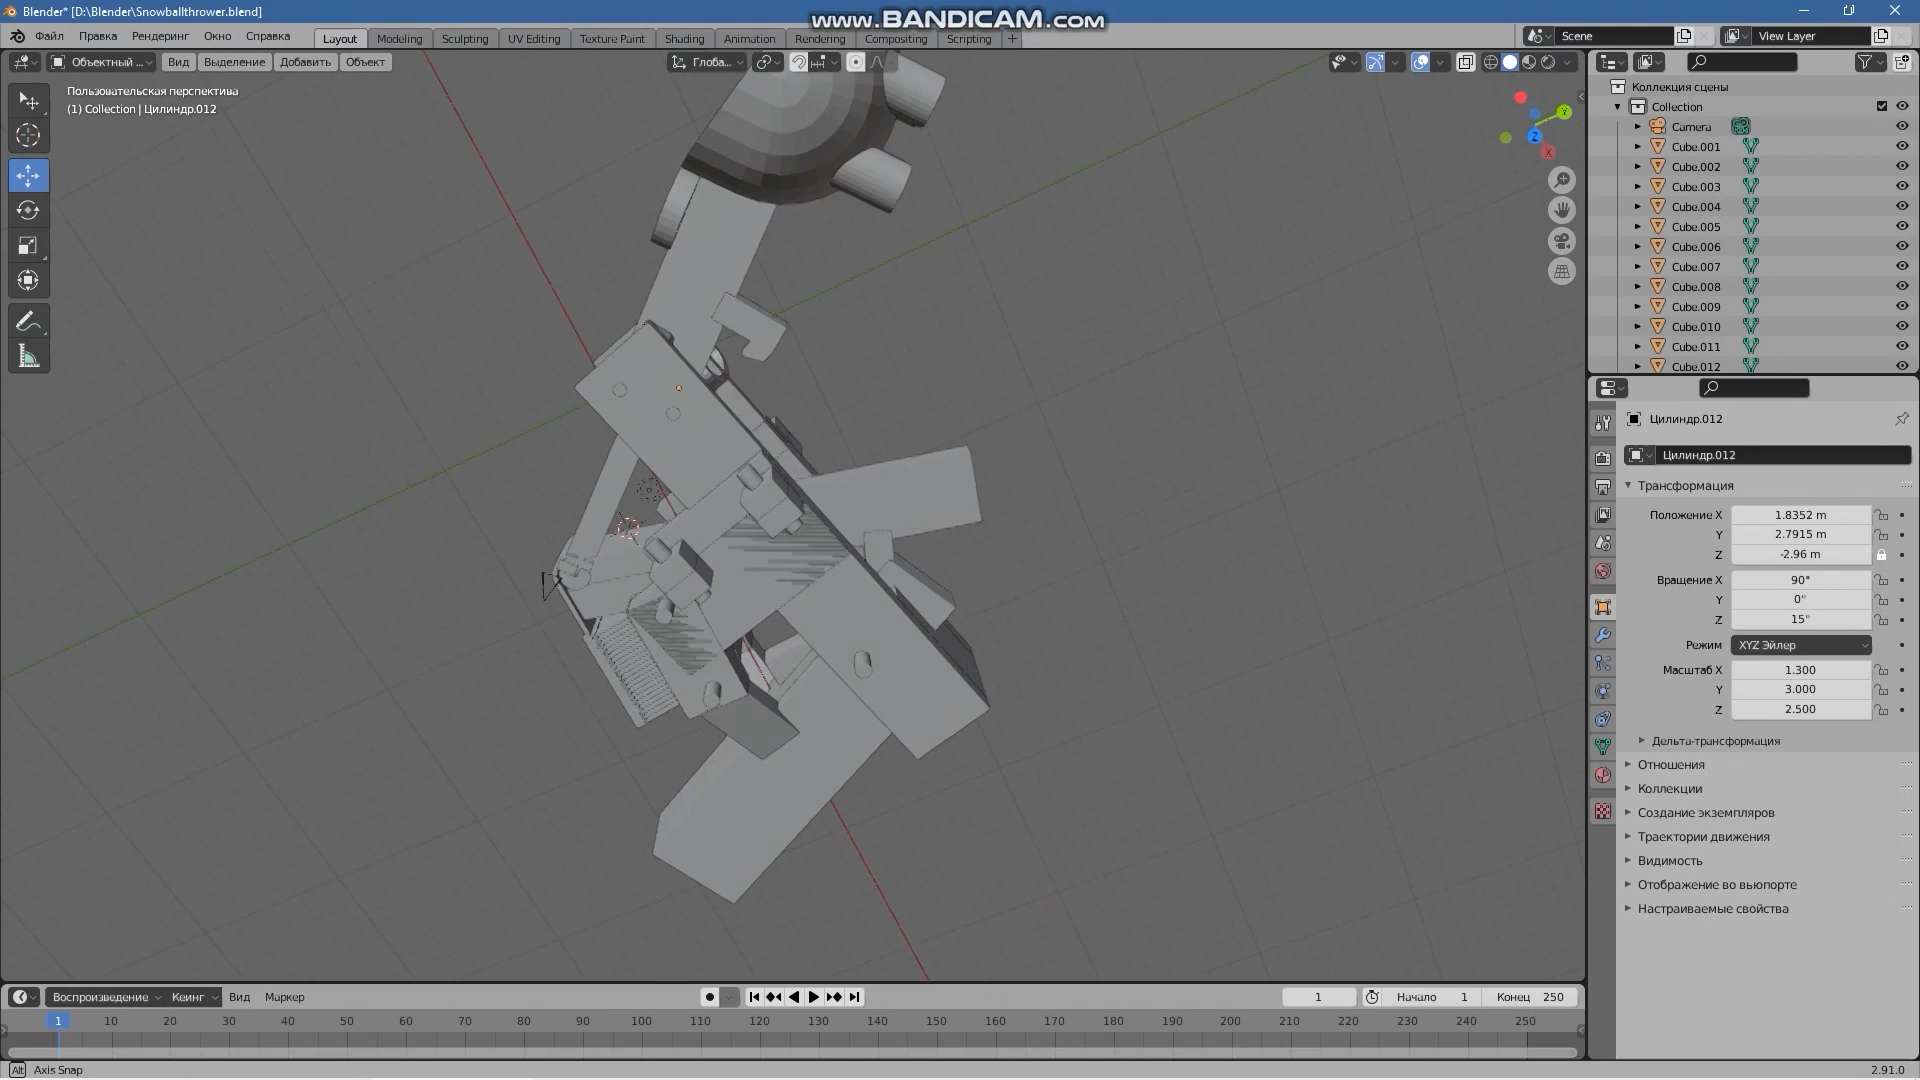 Blender* [D:\Blender\Snowballthrower.blend]
www.BANDICAM.com
Файл Правка Рендеринг Окно Справка Layout Modeling Sculpting UV Editing Texture Paint Shading Animation Rendering Compositing Scripting + Scene View Layer
Объектный ... Вид Выделение Добавить Объект Глоба...
Пользовательская перспектива
(1) Collection | Цилиндр.012
Y
Z
X
Коллекция сцены
Collection
Camera
Cube.001
Cube.002
Cube.003
Cube.004
Cube.005
Cube.006
Cube.007
Cube.008
Cube.009
Cube.010
Cube.011
Cube.012
Цилиндр.012
Цилиндр.012
Трансформация
Положение X 1.8352 m
Y 2.7915 m
Z -2.96 m
Вращение X 90°
Y 0°
Z 15°
Режим XYZ Эйлер
Масштаб X 1.300
Y 3.000
Z 2.500
Дельта-трансформация
Отношения
Коллекции
Создание экземпляров
Траектории движения
Видимость
Отображение во вьюпорте
Настраиваемые свойства
Воспроизведение Кеинг Вид Маркер 1 Начало 1 Конец 250
1 10 20 30 40 50 60 70 80 90 100 110 120 130 140 150 160 170 180 190 200 210 220 230 240 250
Alt Axis Snap 2.91.0